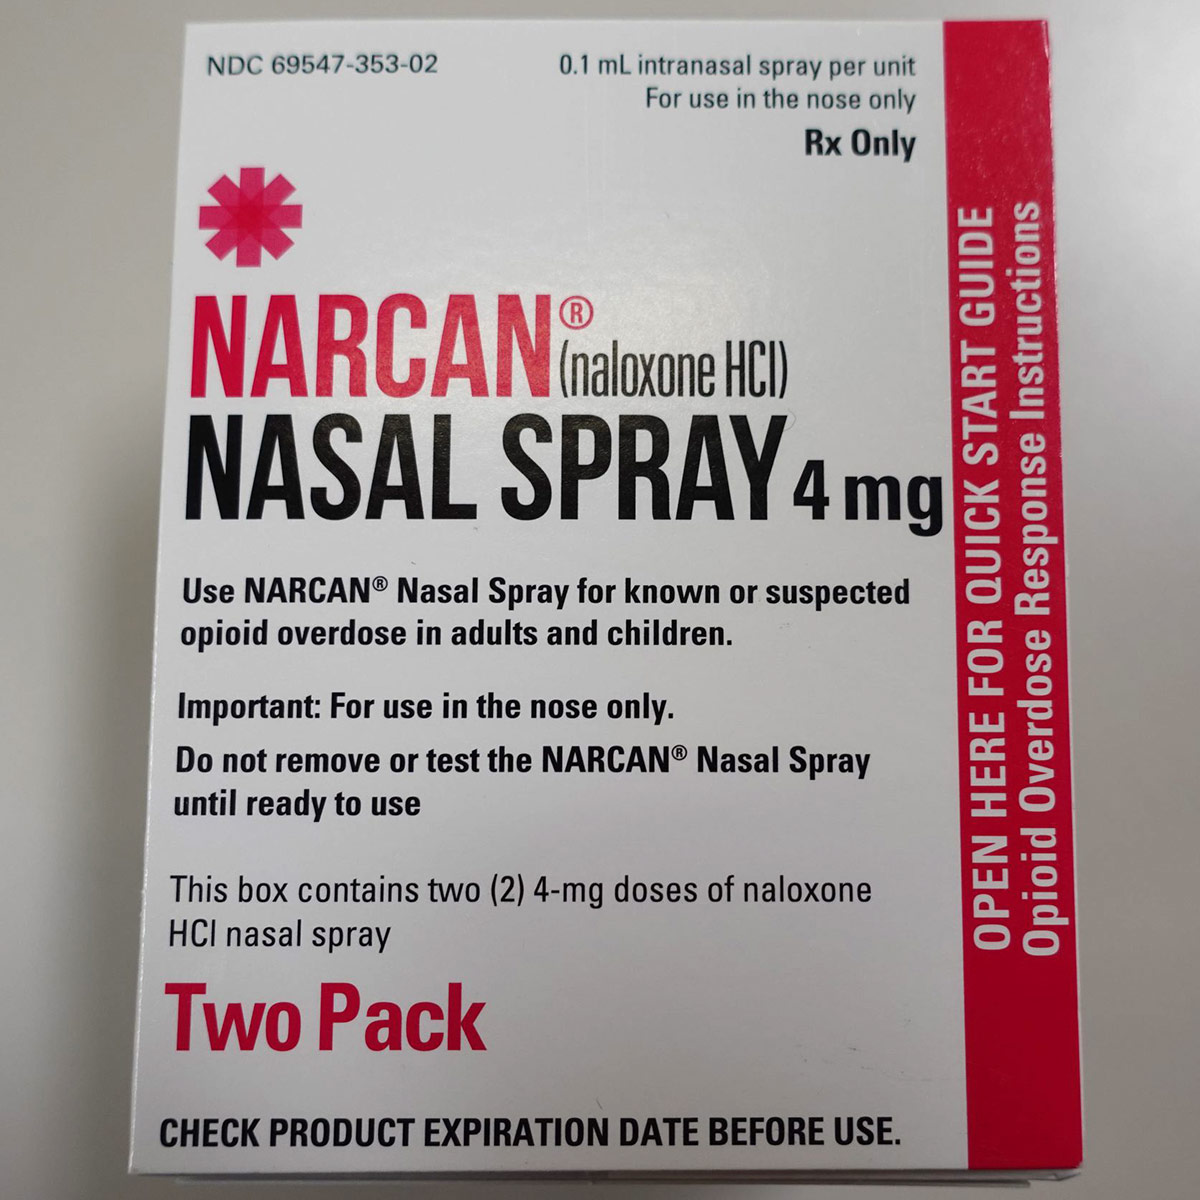 NDC 69547-353-02
0.1 mL intranasal spray per unit
For use in the nose only
Rx Only
NARCAN® (naloxone HCl)
NASAL SPRAY 4 mg
Use NARCAN® Nasal Spray for known or suspected
opioid overdose in adults and children.
Important: For use in the nose only.
Do not remove or test the NARCAN® Nasal Spray
until ready to use
This box contains two (2) 4-mg doses of naloxone
HCl nasal spray
Two Pack
CHECK PRODUCT EXPIRATION DATE BEFORE USE.
OPEN HERE FOR QUICK START GUIDE
Opioid Overdose Response Instructions